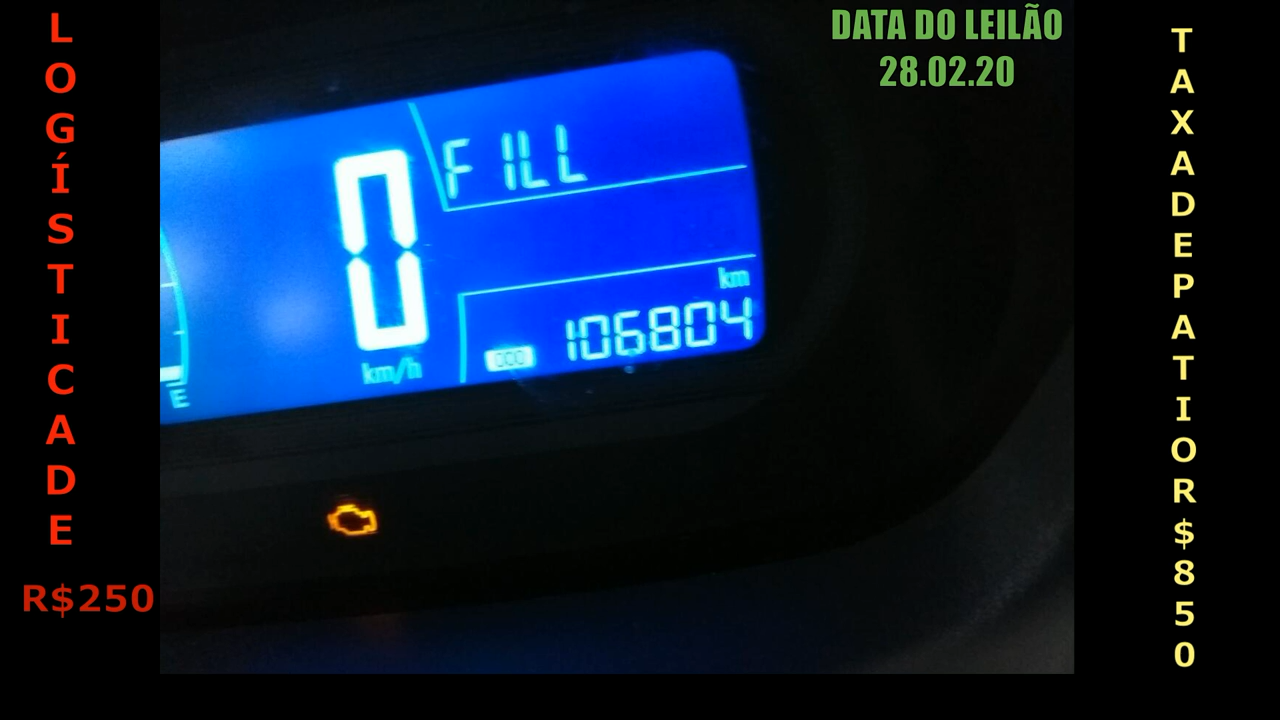 LOGÍSTICA DE
R$250
DATA DO LEILÃO
28.02.20
FILL
0
km/h
km
106804
E
TAXA DE PATIO R$850